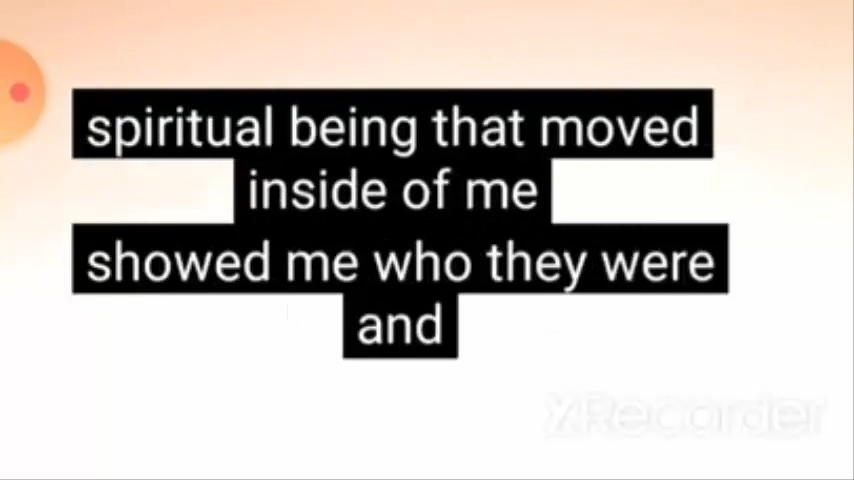 spiritual being that moved
inside of me
showed me who they were
and
XRecorder